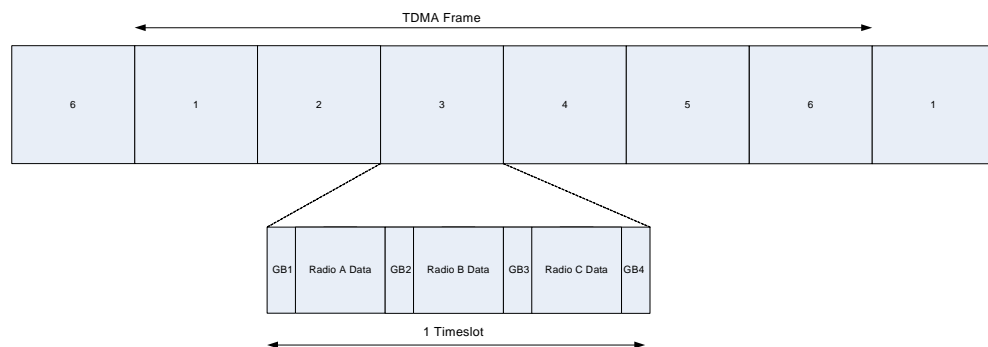 TDMA Frame
6 1 2 3 4 5 6 1
GB1 Radio A Data GB2 Radio B Data GB3 Radio C Data GB4
1 Timeslot